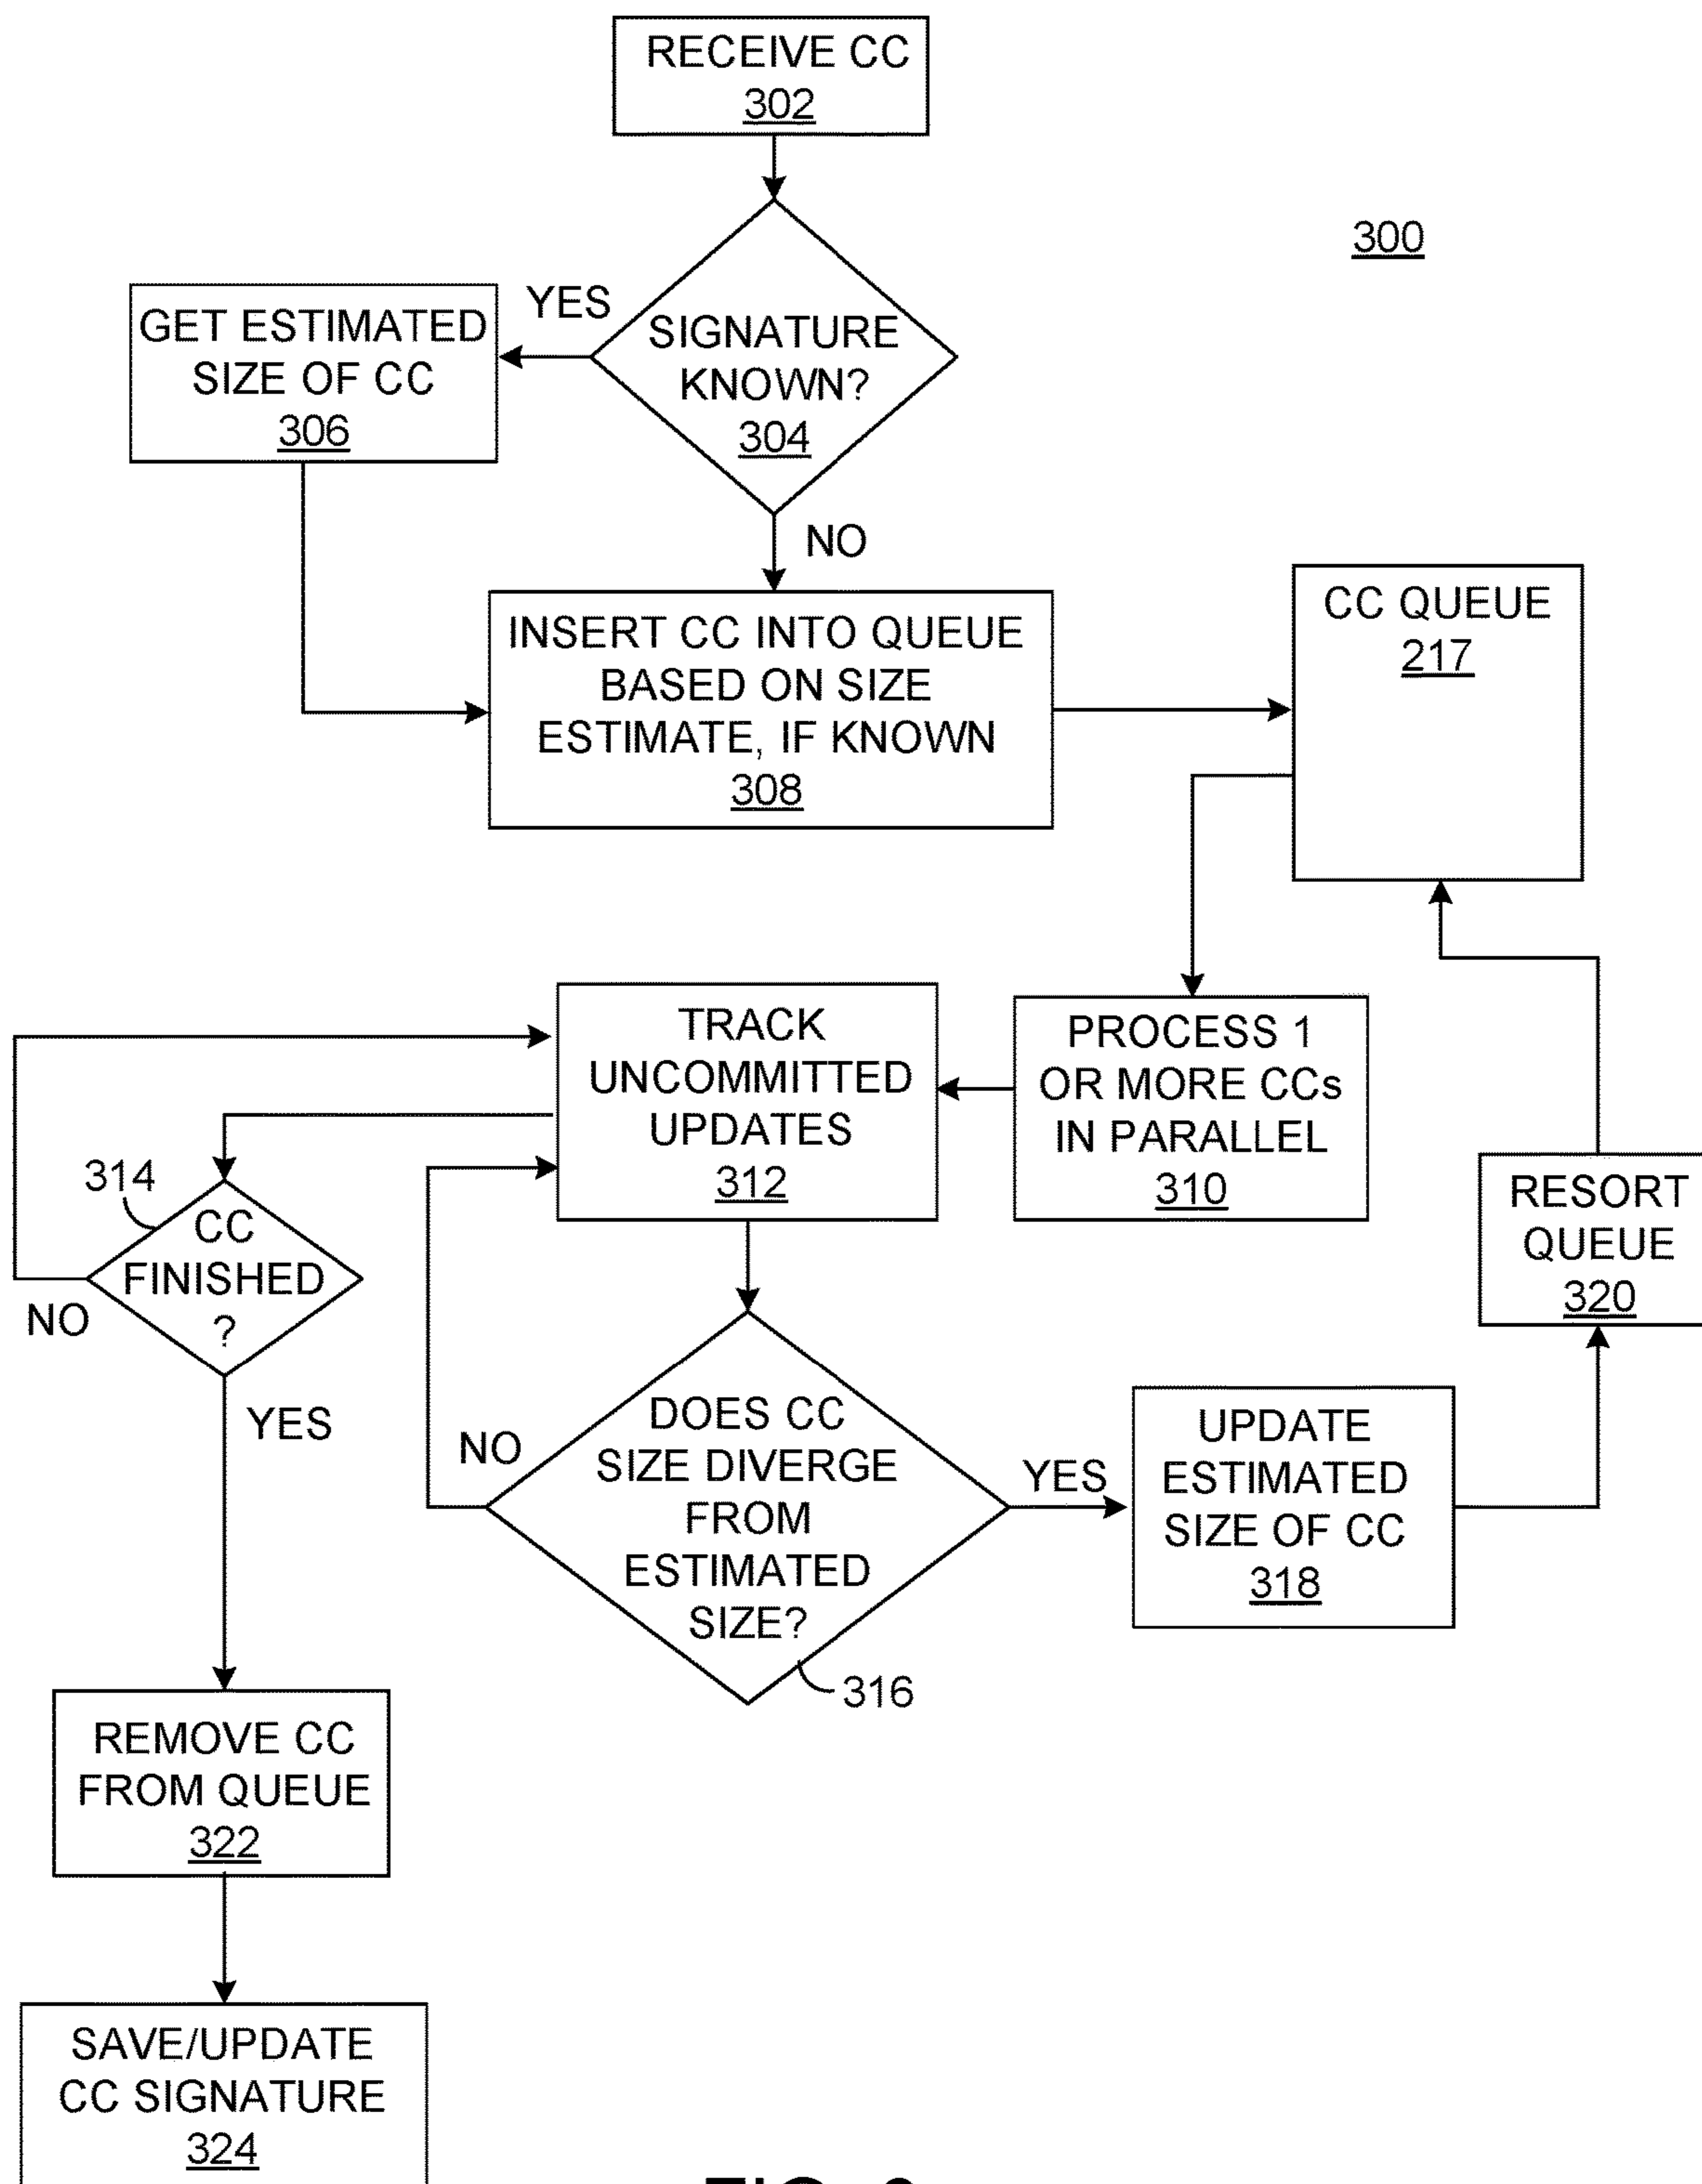 RECEIVE CC
302
300
YES
GET ESTIMATED
SIZE OF CC
306
SIGNATURE
KNOWN?
304
NO
INSERT CC INTO QUEUE
BASED ON SIZE
ESTIMATE, IF KNOWN
308
CC QUEUE
217
TRACK
UNCOMMITTED
UPDATES
312
PROCESS 1
OR MORE CCs
IN PARALLEL
310
314
CC
FINISHED
?
NO
YES
RESORT
QUEUE
320
DOES CC
SIZE DIVERGE
FROM
ESTIMATED
SIZE?
NO
YES
316
UPDATE
ESTIMATED
SIZE OF CC
318
REMOVE CC
FROM QUEUE
322
SAVE/UPDATE
CC SIGNATURE
324